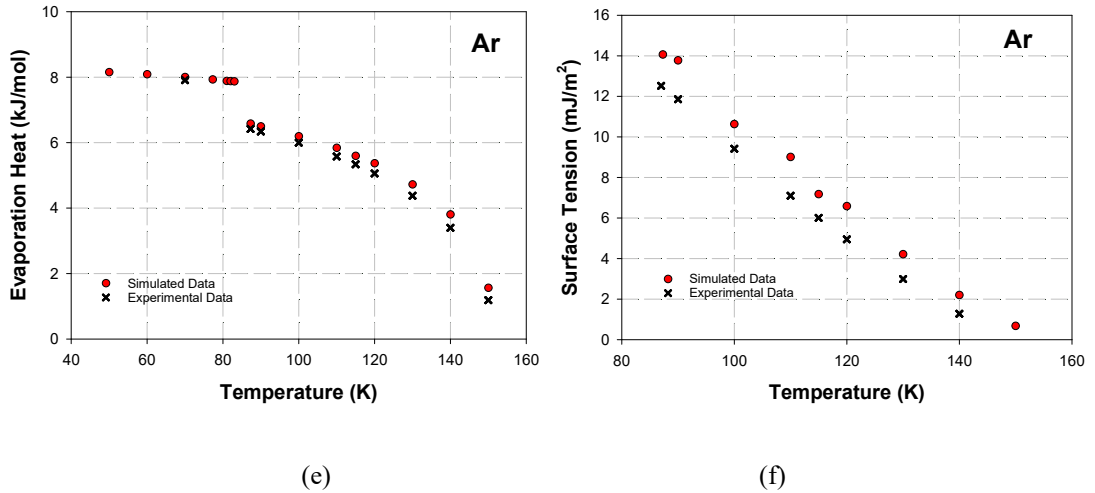 Ar
Evaporation Heat (kJ/mol)
10
8
6
4
2
0
Simulated Data
Experimental Data
40 60 80 100 120 140 160
Temperature (K)
(e)
Ar
Surface Tension (mJ/m²)
16
14
12
10
8
6
4
2
0
Simulated Data
Experimental Data
80 100 120 140 160
Temperature (K)
(f)